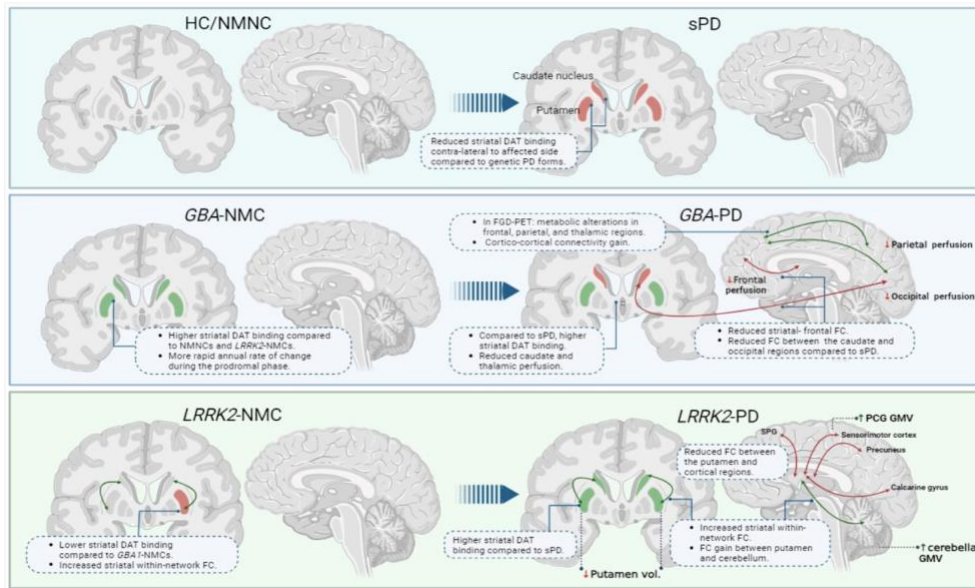 HC/NMNC
sPD
Caudate nucleus
Putamen
Reduced striatal DAT binding
contra-lateral to affected side
compared to genetic PD forms.
GBA-NMC
GBA-PD
• In FGD-PET: metabolic alterations in
frontal, parietal, and thalamic regions.
• Cortico-cortical connectivity gain.
↓Parietal perfusion
↓Frontal
perfusion
↓Occipital perfusion
• Higher striatal DAT binding compared
to NMNCs and LRRK2-NMCs.
• More rapid annual rate of change
during the prodromal phase.
• Compared to sPD, higher
striatal DAT binding.
• Reduced caudate and
thalamic perfusion.
• Reduced striatal- frontal FC.
• Reduced FC between the caudate and
occipital regions compared to sPD.
LRRK2-NMC
LRRK2-PD
↑ PCG GMV
SPG
Sensorimotor cortex
Precuneus
Reduced FC between
the putamen and
cortical regions.
Calcarine gyrus
• Lower striatal DAT binding
compared to GBA1-NMCs.
• Increased striatal within-network FC.
Higher striatal DAT
binding compared to sPD.
• Increased striatal within-
network FC.
• FC gain between putamen
and cerebellum.
↑ cerebella
GMV
↓Putamen vol.